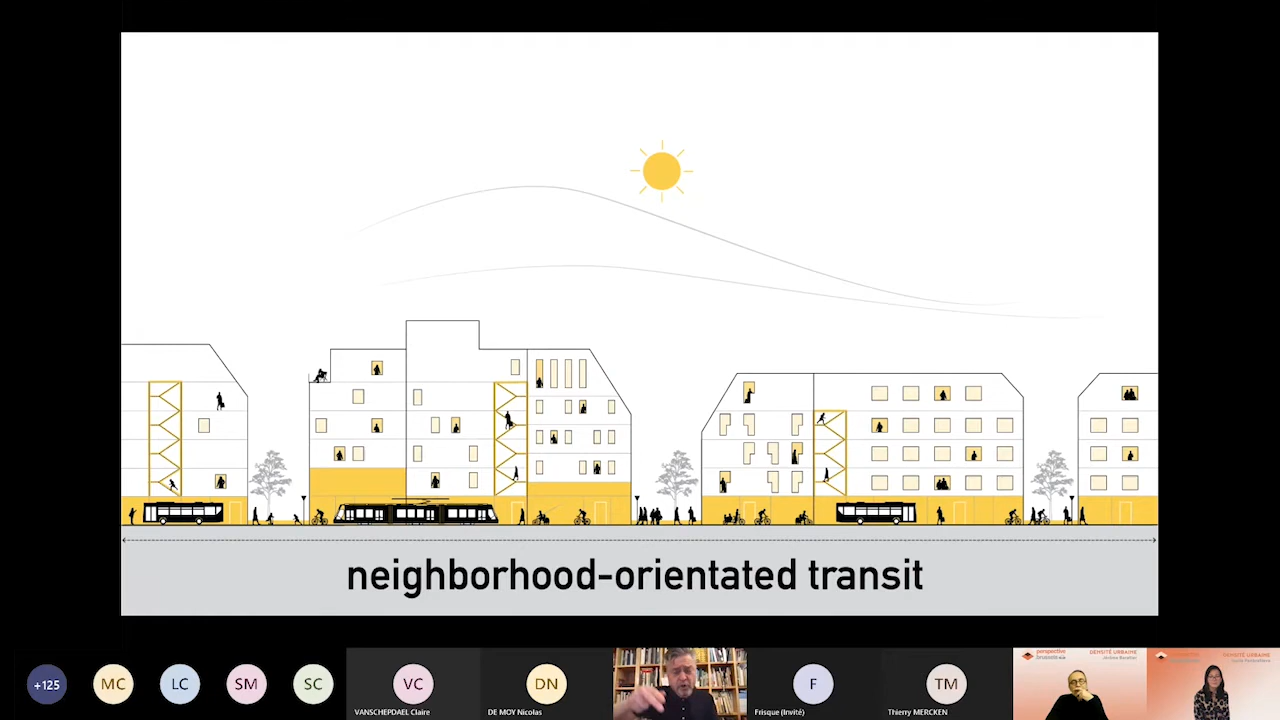 neighborhood-orientated transit
+125
MC
LC
SM
SC
VC
VANSCHEPDAEL Claire
DN
DE MOY Nicolas
F
Frisque (Invité)
TM
Thierry MERCKEN
perspective
DENSITÉ URBAINE
DENSITÉ URBAINE